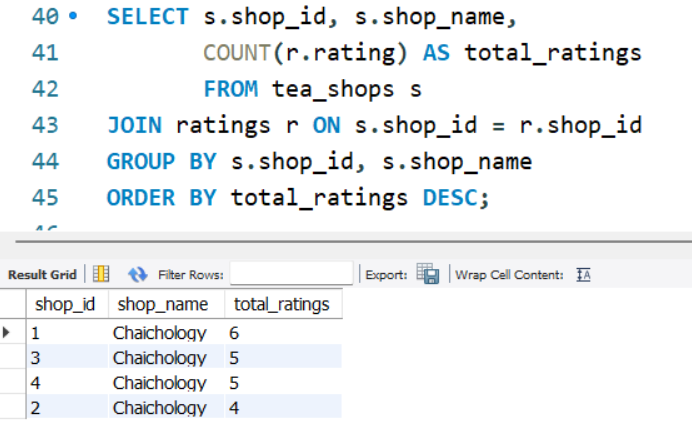 40 SELECT s.shop_id, s.shop_name,
41 COUNT(r.rating) AS total_ratings
42 FROM tea_shops s
43 JOIN ratings r ON s.shop_id = r.shop_id
44 GROUP BY s.shop_id, s.shop_name
45 ORDER BY total_ratings DESC;
Result Grid Filter Rows: Export: Wrap Cell Content: IA
shop_id shop_name total_ratings
1 Chaichology 6
3 Chaichology 5
4 Chaichology 5
2 Chaichology 4